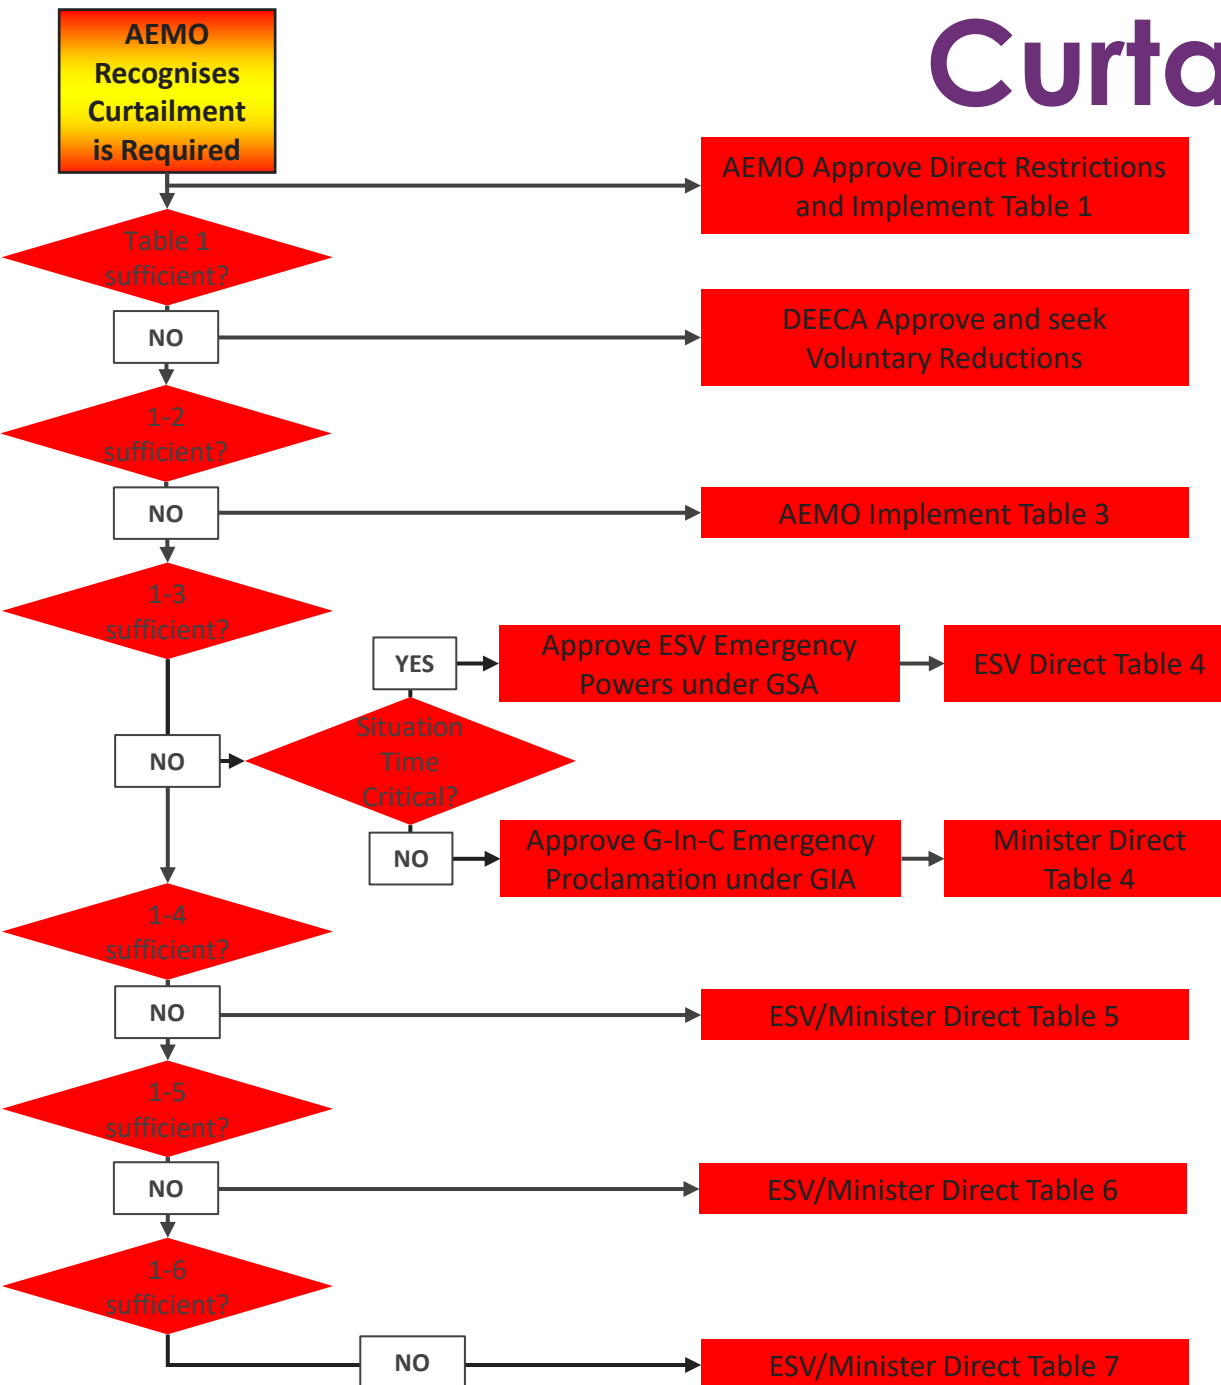 Curta
AEMO
Recognises
Curtailment
is Required
AEMO Approve Direct Restrictions
and Implement Table 1
Table 1
sufficient?
NO
DEECA Approve and seek
Voluntary Reductions
1-2
sufficient?
NO
AEMO Implement Table 3
1-3
sufficient?
YES
Approve ESV Emergency
Powers under GSA
ESV Direct Table 4
NO
Situation
Time
Critical?
NO
Approve G-In-C Emergency
Proclamation under GIA
Minister Direct
Table 4
1-4
sufficient?
NO
ESV/Minister Direct Table 5
1-5
sufficient?
NO
ESV/Minister Direct Table 6
1-6
sufficient?
NO
ESV/Minister Direct Table 7